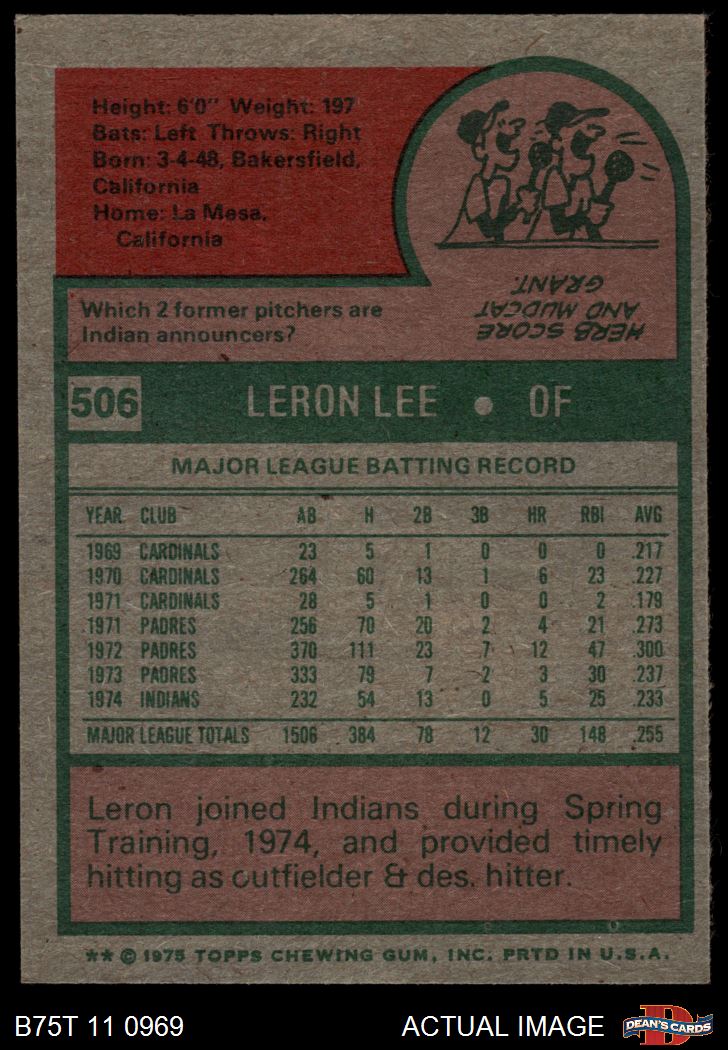 Height: 6'0" Weight: 197
Bats: Left Throws: Right
Born: 3-4-48, Bakersfield,
California
Home: La Mesa,
California
Which 2 former pitchers are
Indian announcers?
HERB SCORE
AND MUDCAT
GRANT.
506 LERON LEE • OF
MAJOR LEAGUE BATTING RECORD
YEAR CLUB AB H 2B 3B HR RBI AVG
1969 CARDINALS 23 5 1 0 0 0 .217
1970 CARDINALS 264 60 13 1 6 23 .227
1971 CARDINALS 28 5 1 0 0 2 .179
1971 PADRES 256 70 20 2 4 21 .273
1972 PADRES 370 111 23 7 12 47 .300
1973 PADRES 333 79 7 2 3 30 .237
1974 INDIANS 232 54 13 0 5 25 .233
MAJOR LEAGUE TOTALS 1506 384 78 12 30 148 .255
Leron joined Indians during Spring
Training, 1974, and provided timely
hitting as outfielder & des. hitter.
** © 1975 TOPPS CHEWING GUM, INC. PRTD IN U.S.A.
B75T 11 0969 ACTUAL IMAGE
D
DEAN'S CARDS